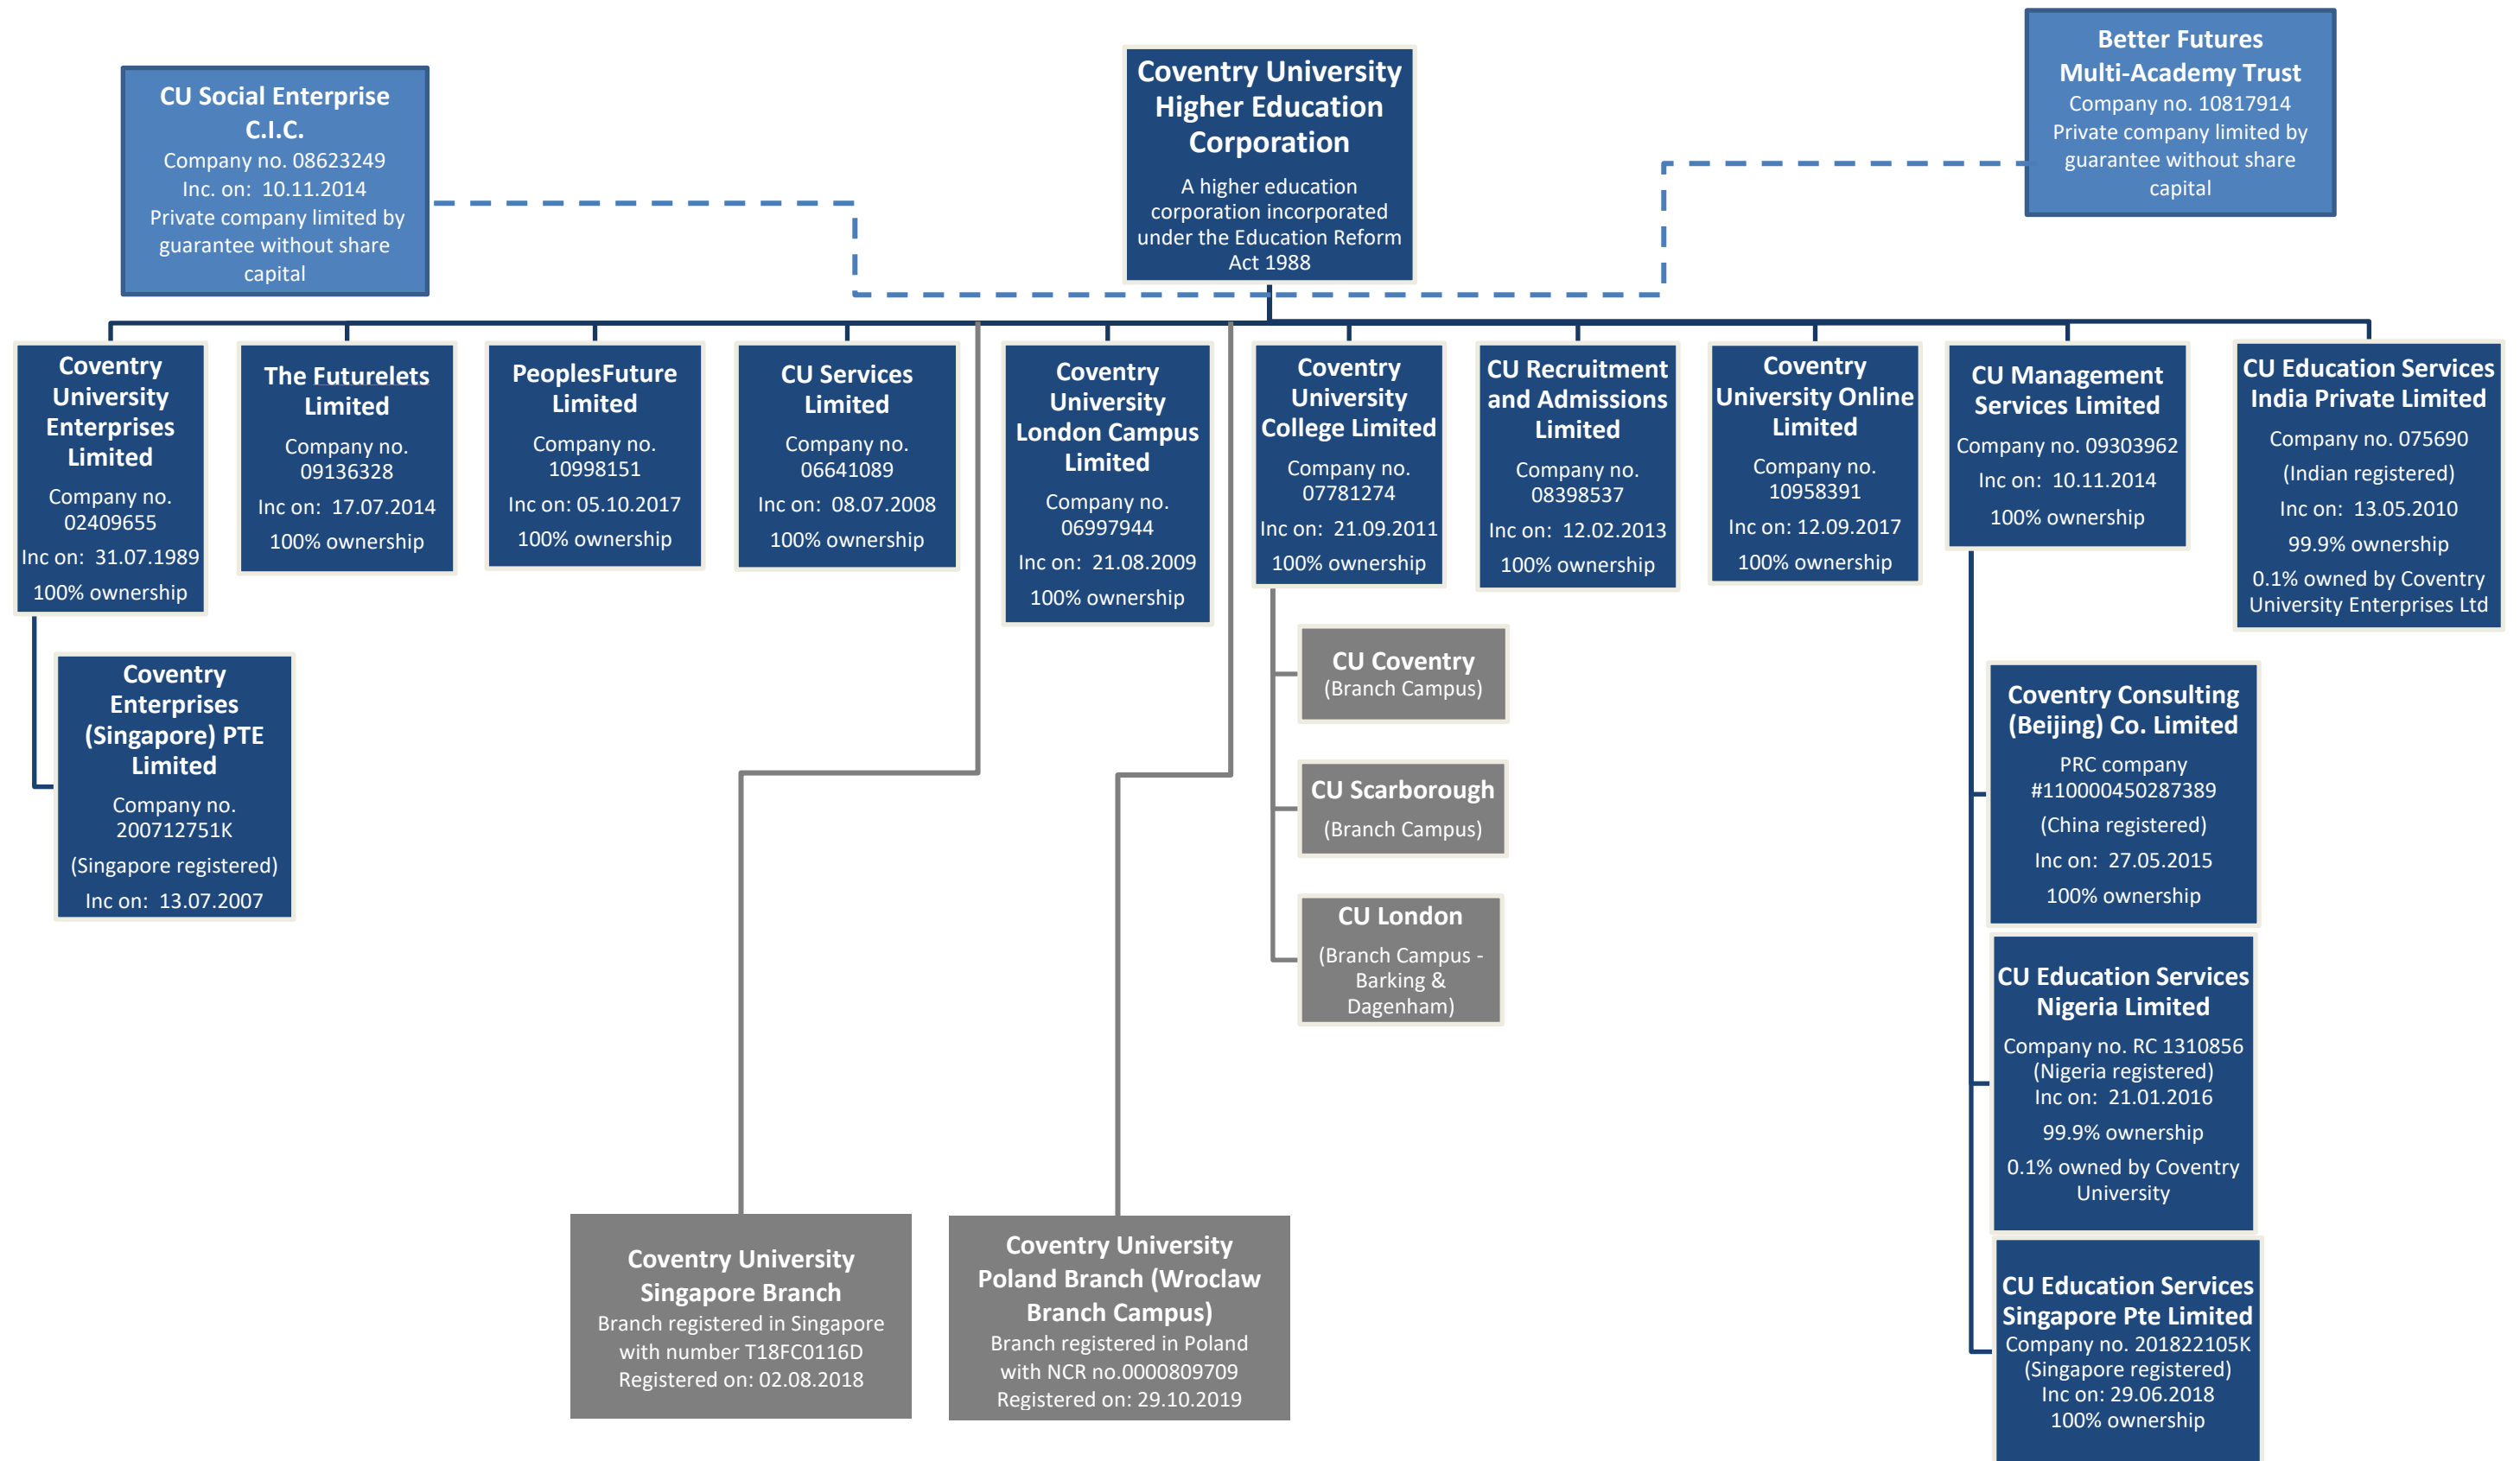 CU Social Enterprise
C.I.C.
Company no. 08623249
Inc. on:  10.11.2014
Private company limited by
guarantee without share
capital
Coventry University
Higher Education
Corporation
A higher education
corporation incorporated
under the Education Reform
Act 1988
Better Futures
Multi-Academy Trust
Company no. 10817914
Private company limited by
guarantee without share
capital
Coventry
University
Enterprises
Limited
Company no.
02409655
Inc on:  31.07.1989
100% ownership
The Futurelets
Limited
Company no.
09136328
Inc on:  17.07.2014
100% ownership
PeoplesFuture
Limited
Company no.
10998151
Inc on: 05.10.2017
100% ownership
CU Services
Limited
Company no.
06641089
Inc on:  08.07.2008
100% ownership
Coventry
University
London Campus
Limited
Company no.
06997944
Inc on:  21.08.2009
100% ownership
Coventry
University
College Limited
Company no.
07781274
Inc on:  21.09.2011
100% ownership
CU Recruitment
and Admissions
Limited
Company no.
08398537
Inc on:  12.02.2013
100% ownership
Coventry
University Online
Limited
Company no.
10958391
Inc on: 12.09.2017
100% ownership
CU Management
Services Limited
Company no. 09303962
Inc on:  10.11.2014
100% ownership
CU Education Services
India Private Limited
Company no. 075690
(Indian registered)
Inc on:  13.05.2010
99.9% ownership
0.1% owned by Coventry
University Enterprises Ltd
Coventry
Enterprises
(Singapore) PTE
Limited
Company no.
200712751K
(Singapore registered)
Inc on:  13.07.2007
CU Coventry
(Branch Campus)
CU Scarborough
(Branch Campus)
CU London
(Branch Campus -
Barking &
Dagenham)
Coventry Consulting
(Beijing) Co. Limited
PRC company
#110000450287389
(China registered)
Inc on:  27.05.2015
100% ownership
CU Education Services
Nigeria Limited
Company no. RC 1310856
(Nigeria registered)
Inc on:  21.01.2016
99.9% ownership
0.1% owned by Coventry
University
CU Education Services
Singapore Pte Limited
Company no. 201822105K
(Singapore registered)
Inc on: 29.06.2018
100% ownership
Coventry University
Singapore Branch
Branch registered in Singapore
with number T18FC0116D
Registered on: 02.08.2018
Coventry University
Poland Branch (Wroclaw
Branch Campus)
Branch registered in Poland
with NCR no.0000809709
Registered on: 29.10.2019